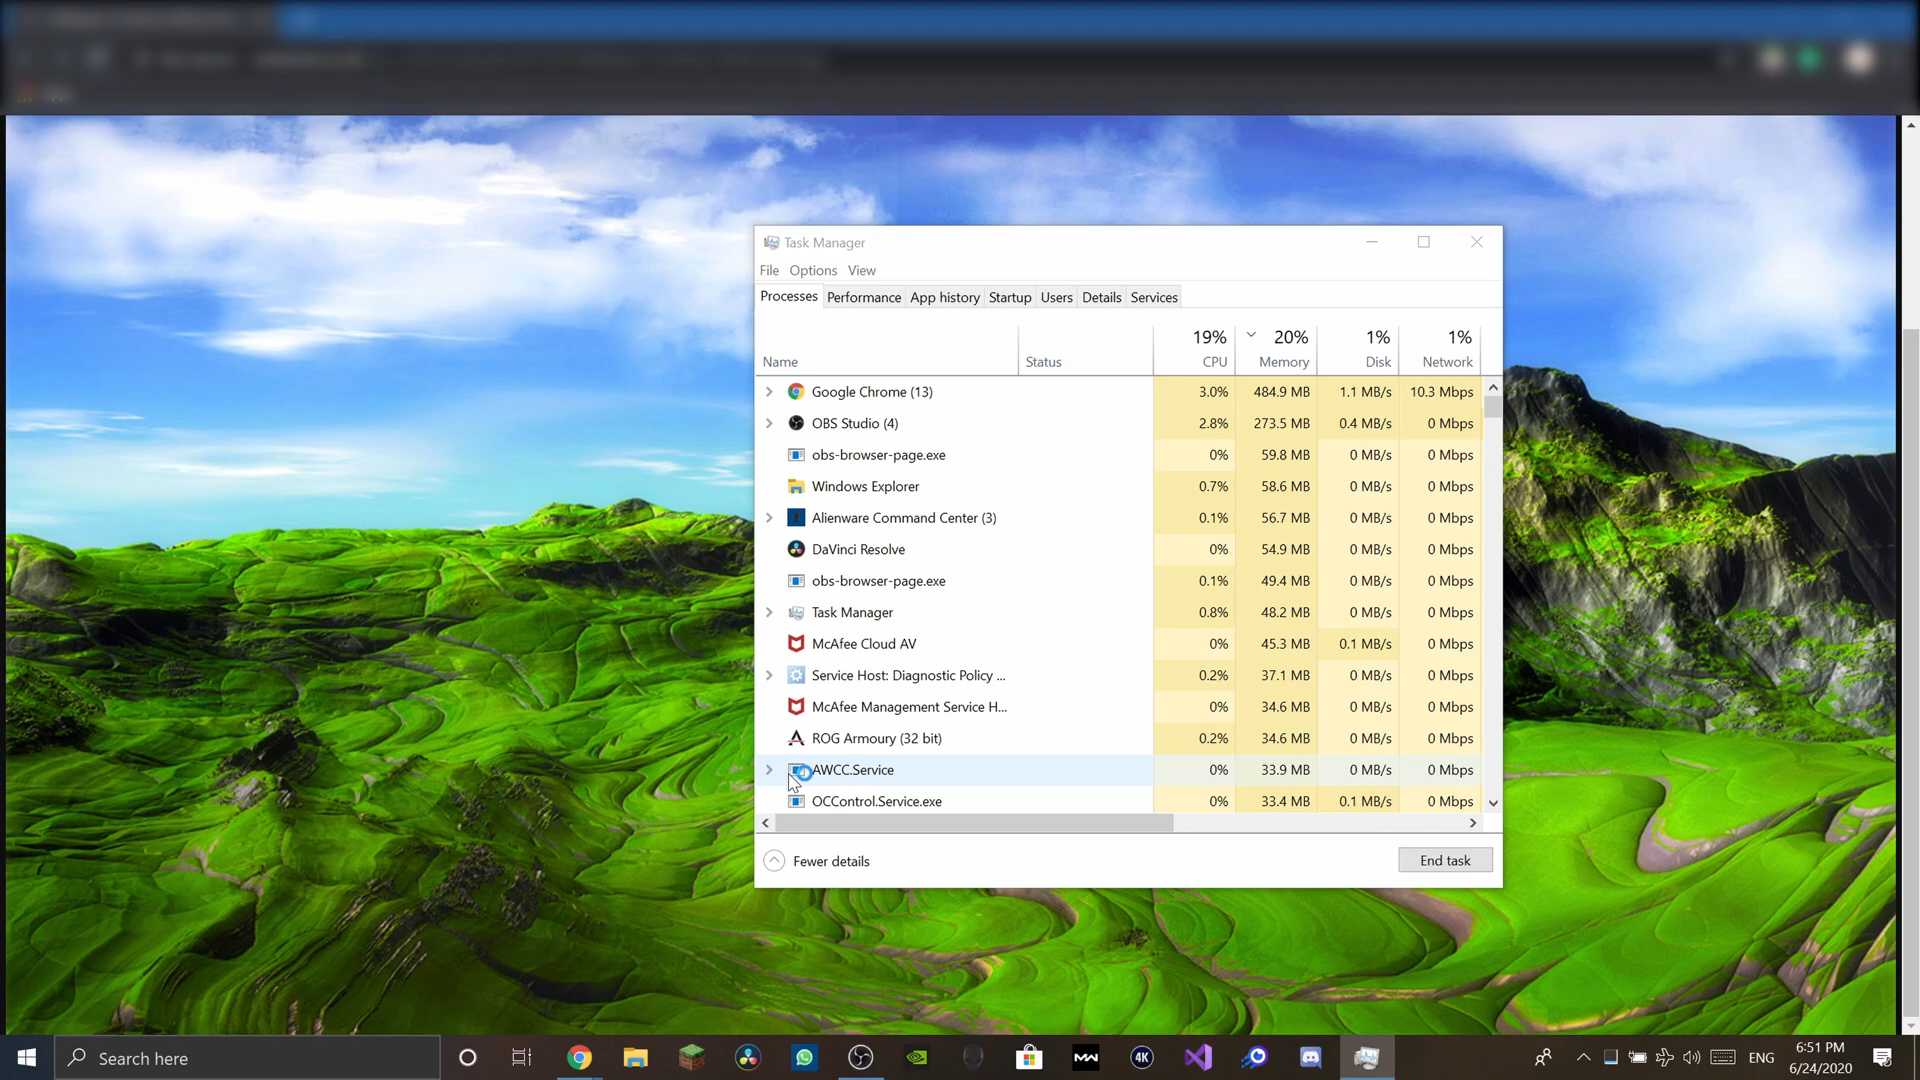 Task Manager
File Options View
Processes Performance App history Startup Users Details Services
19% 20% 1% 1%
Name Status CPU Memory Disk Network
Google Chrome (13) 3.0% 484.9 MB 1.1 MB/s 10.3 Mbps
OBS Studio (4) 2.8% 273.5 MB 0.4 MB/s 0 Mbps
obs-browser-page.exe 0% 59.8 MB 0 MB/s 0 Mbps
Windows Explorer 0.7% 58.6 MB 0 MB/s 0 Mbps
Alienware Command Center (3) 0.1% 56.7 MB 0 MB/s 0 Mbps
DaVinci Resolve 0% 54.9 MB 0 MB/s 0 Mbps
obs-browser-page.exe 0.1% 49.4 MB 0 MB/s 0 Mbps
Task Manager 0.8% 48.2 MB 0 MB/s 0 Mbps
McAfee Cloud AV 0% 45.3 MB 0.1 MB/s 0 Mbps
Service Host: Diagnostic Policy ... 0.2% 37.1 MB 0 MB/s 0 Mbps
McAfee Management Service H... 0% 34.6 MB 0 MB/s 0 Mbps
ROG Armoury (32 bit) 0.2% 34.6 MB 0 MB/s 0 Mbps
AWCC.Service 0% 33.9 MB 0 MB/s 0 Mbps
OCControl.Service.exe 0% 33.4 MB 0.1 MB/s 0 Mbps
Fewer details End task
Search here MW 4K ENG 6:51 PM
6/24/2020